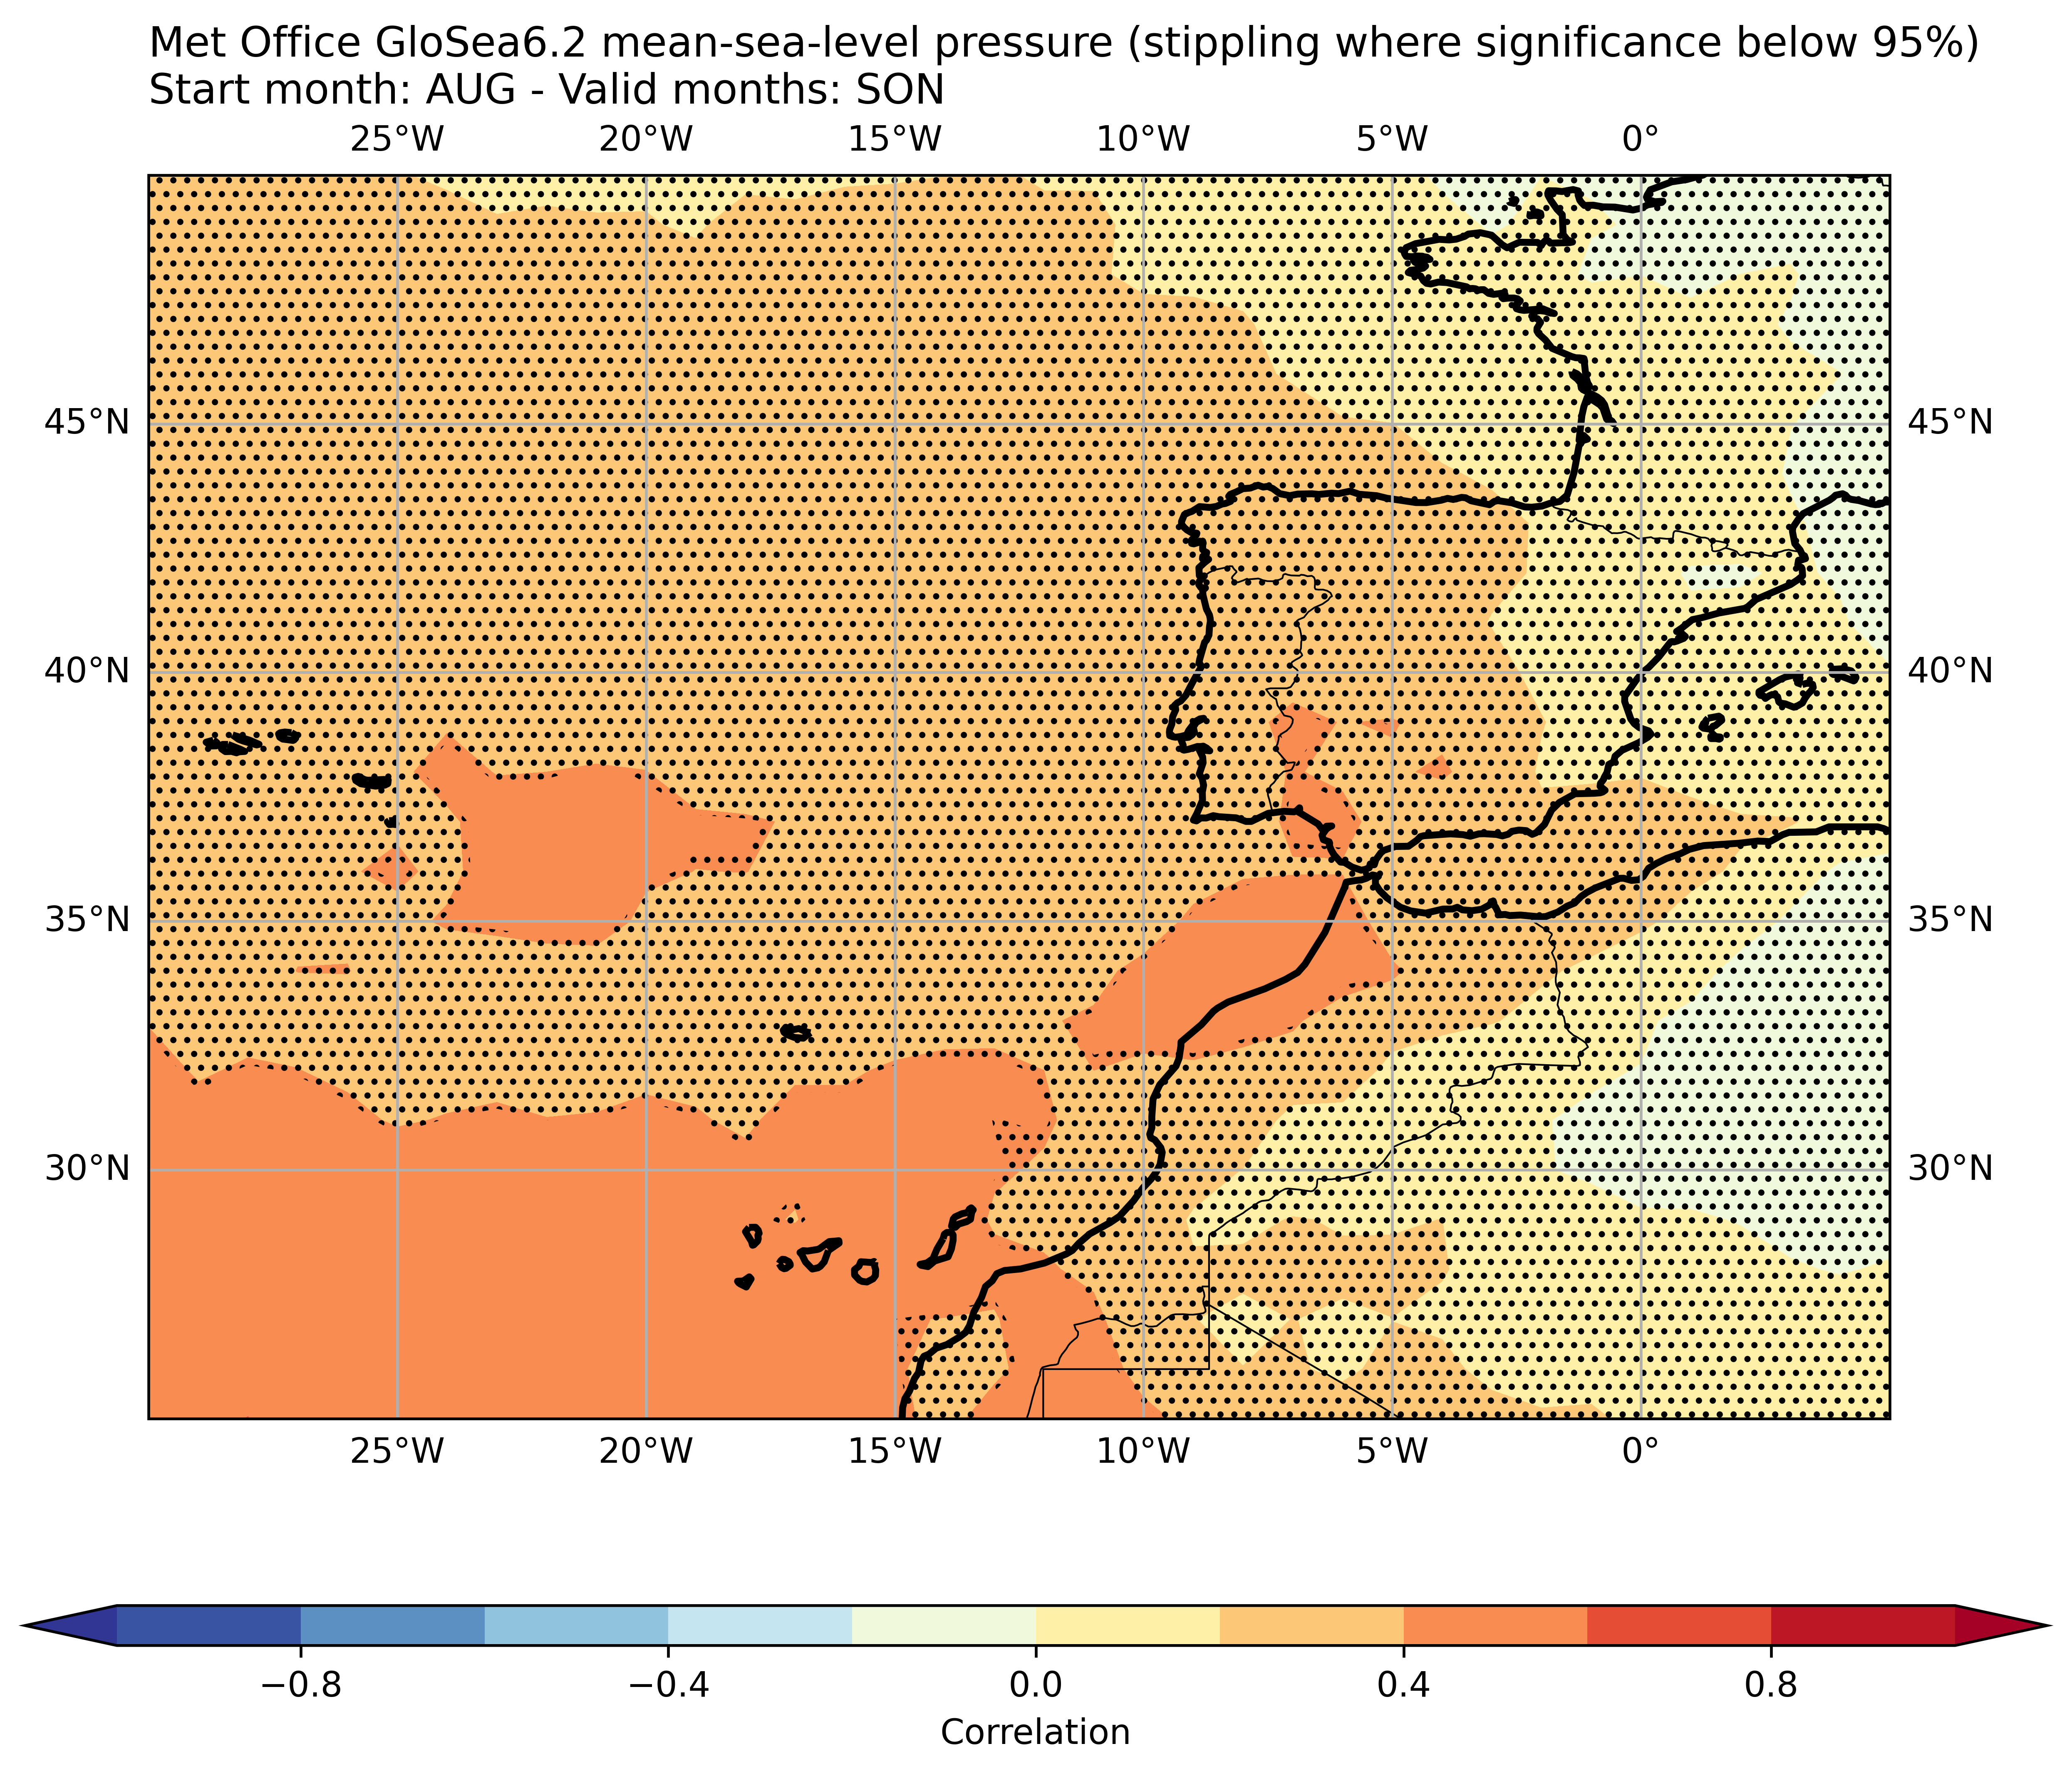 Met Office GloSea6.2 mean-sea-level pressure (stippling where significance below 95%)
Start month: AUG - Valid months: SON
25°W 20°W 15°W 10°W 5°W 0°
45°N 45°N
40°N 40°N
35°N 35°N
30°N 30°N
25°W 20°W 15°W 10°W 5°W 0°
−0.8 −0.4 0.0 0.4 0.8
Correlation